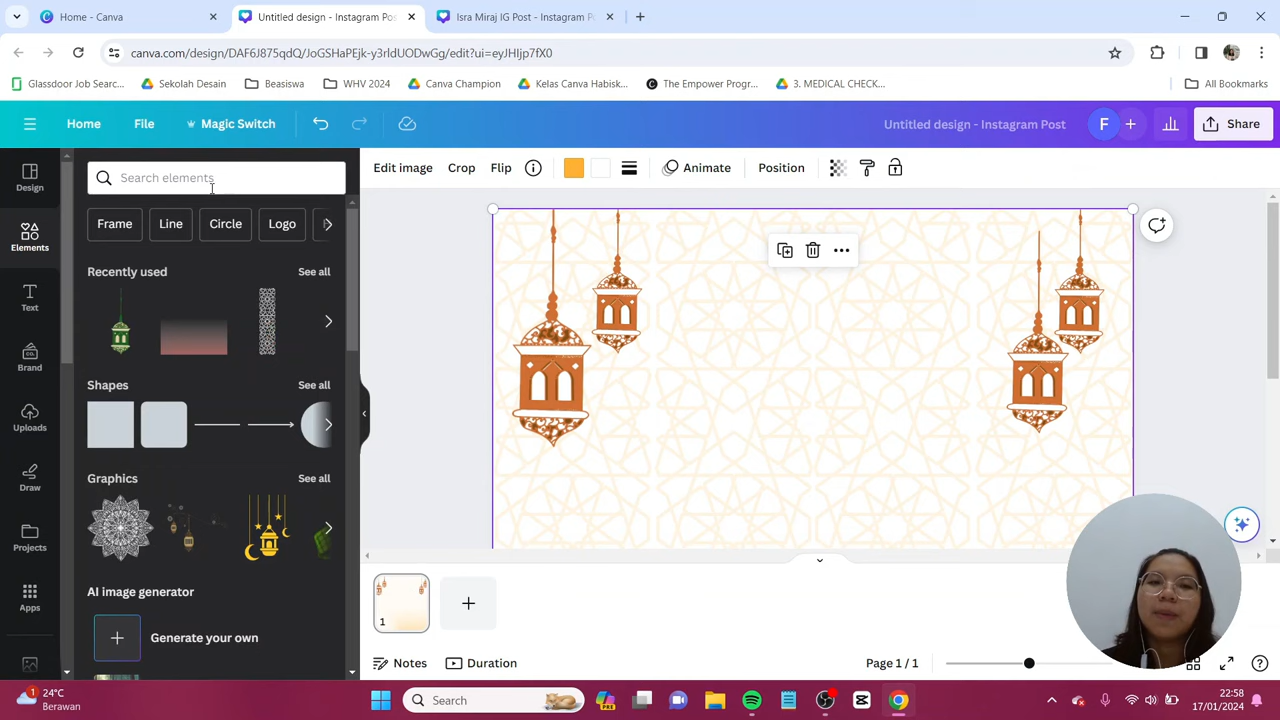 Home - Canva
Untitled design - Instagram Pos
Isra Miraj IG Post - Instagram P
canva.com/design/DAF6J875qdQ/JoGSHaPEjk-y3rldUODwGg/edit?ui=eyJHIjp7fX0
Glassdoor Job Searc...
Sekolah Desain
Beasiswa
WHV 2024
Canva Champion
Kelas Canva Habisk...
The Empower Progr...
3. MEDICAL CHECK...
All Bookmarks
Home
File
Magic Switch
Untitled design - Instagram Post
F
Share
Design
Elements
Text
Brand
Uploads
Draw
Projects
Apps
Search elements
Frame
Line
Circle
Logo
Recently used
See all
Shapes
See all
Graphics
See all
AI image generator
Generate your own
Edit image
Crop
Flip
Animate
Position
1
Notes
Duration
Page 1 / 1
1
24°C
Berawan
Search
PRE
22:58
17/01/2024